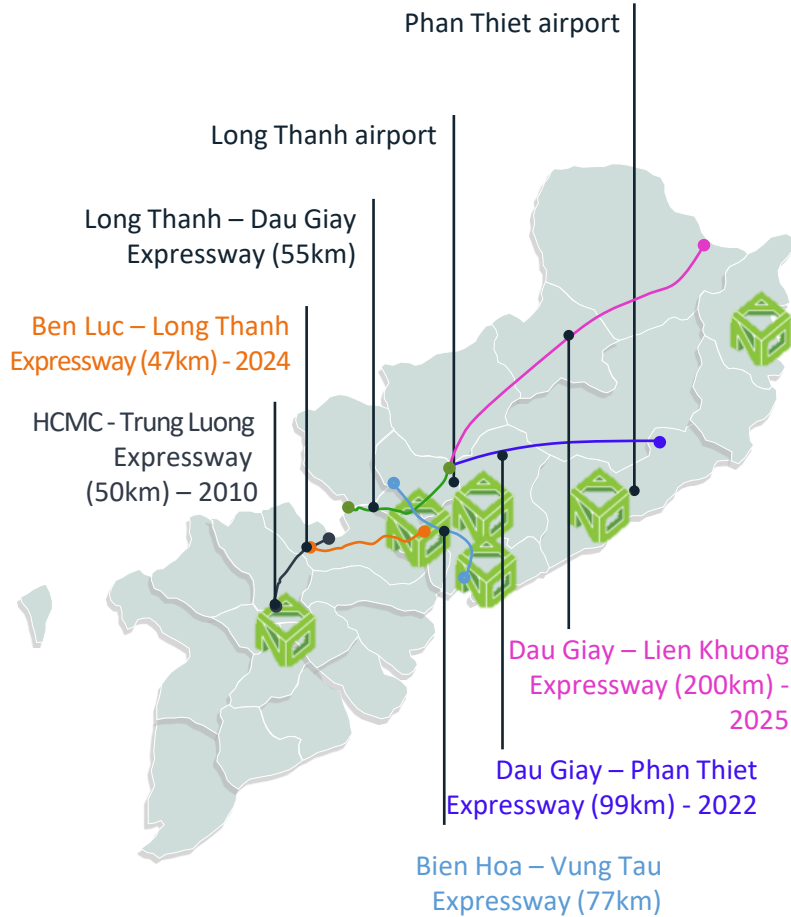 Phan Thiet airport
Long Thanh airport
Long Thanh – Dau Giay
Expressway (55km)
Ben Luc – Long Thanh
Expressway (47km) - 2024
HCMC - Trung Luong
Expressway
(50km) – 2010
Dau Giay – Lien Khuong
Expressway (200km) -
2025
Dau Giay – Phan Thiet
Expressway (99km) - 2022
Bien Hoa – Vung Tau
Expressway (77km)